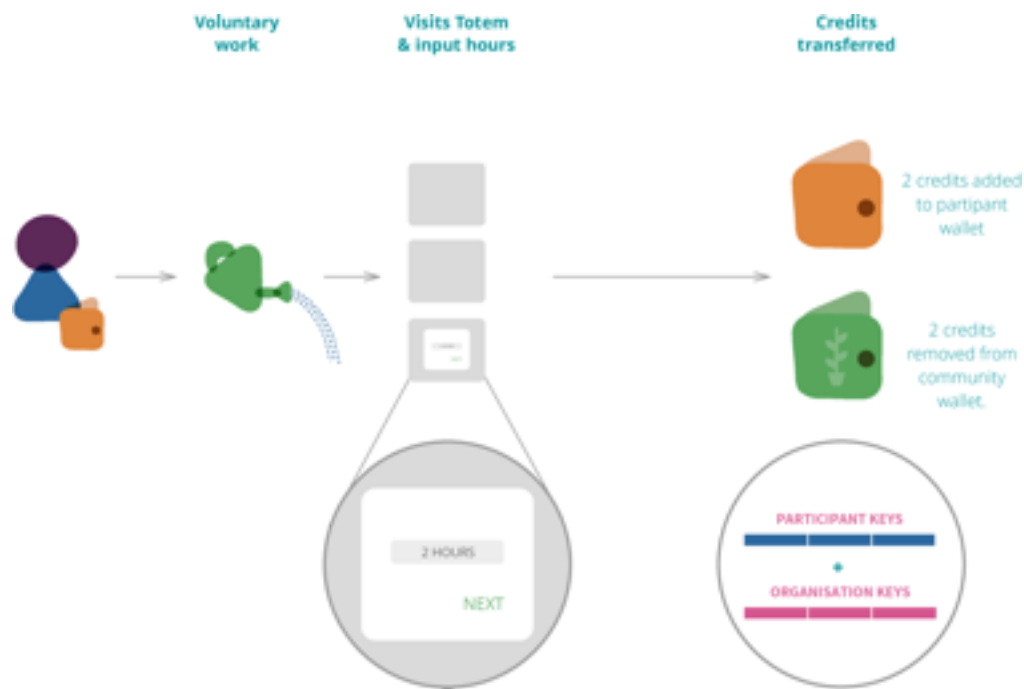 Voluntary
work
Visits Totem
& input hours
Credits
transferred
2 credits added
to partipant
wallet
2 credits
removed from
community
wallet.
2 HOURS
NEXT
PARTICIPANT KEYS
+
ORGANISATION KEYS